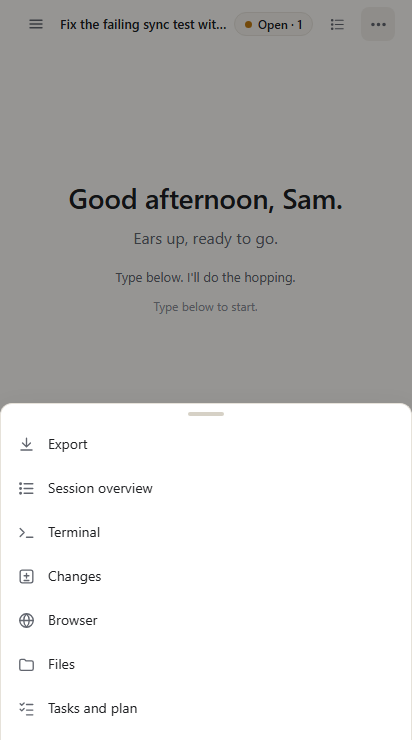 Fix the failing sync test wit...
Open · 1
Good afternoon, Sam.
Ears up, ready to go.
Type below. I'll do the hopping.
Type below to start.
Export
Session overview
Terminal
Changes
Browser
Files
Tasks and plan